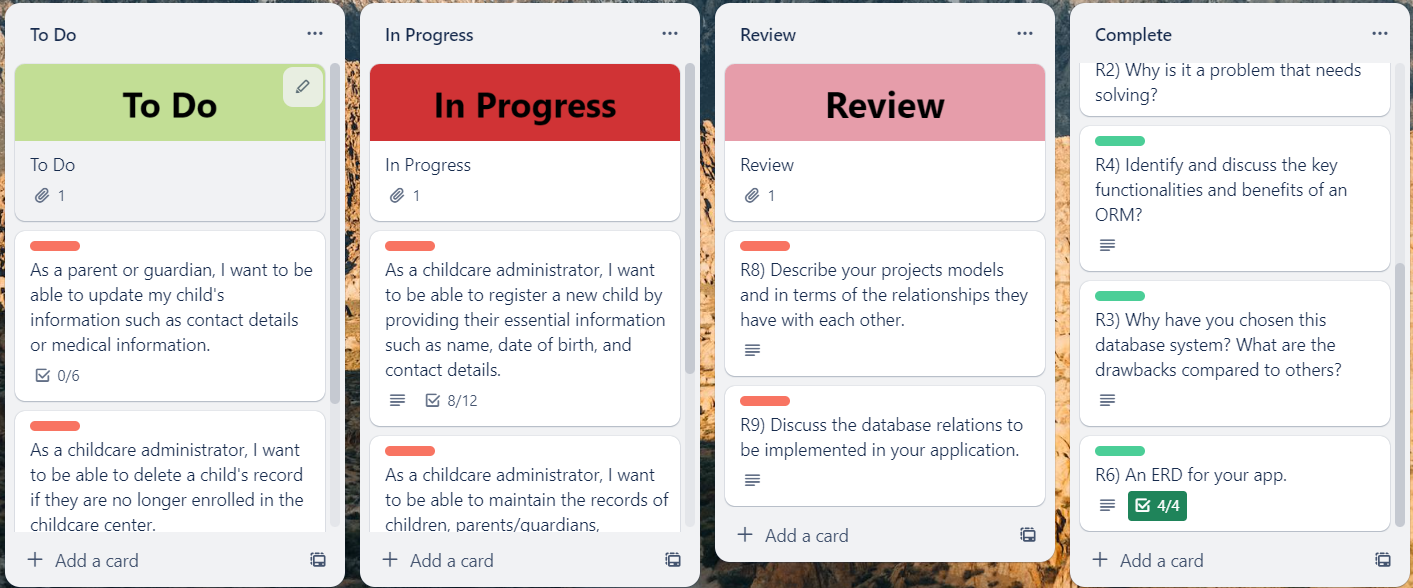 To Do
To Do
To Do
1
As a parent or guardian, I want to be
able to update my child's
information such as contact details
or medical information.
0/6
As a childcare administrator, I want
to be able to delete a child's record
if they are no longer enrolled in the
childcare center.
Add a card
In Progress
In Progress
In Progress
1
As a childcare administrator, I want
to be able to register a new child by
providing their essential information
such as name, date of birth, and
contact details.
8/12
As a childcare administrator, I want
to be able to maintain the records of
children, parents/guardians,
Add a card
Review
Review
Review
1
R8) Describe your projects models
and in terms of the relationships they
have with each other.
R9) Discuss the database relations to
be implemented in your application.
Add a card
Complete
R2) Why is it a problem that needs
solving?
R4) Identify and discuss the key
functionalities and benefits of an
ORM?
R3) Why have you chosen this
database system? What are the
drawbacks compared to others?
R6) An ERD for your app.
4/4
Add a card